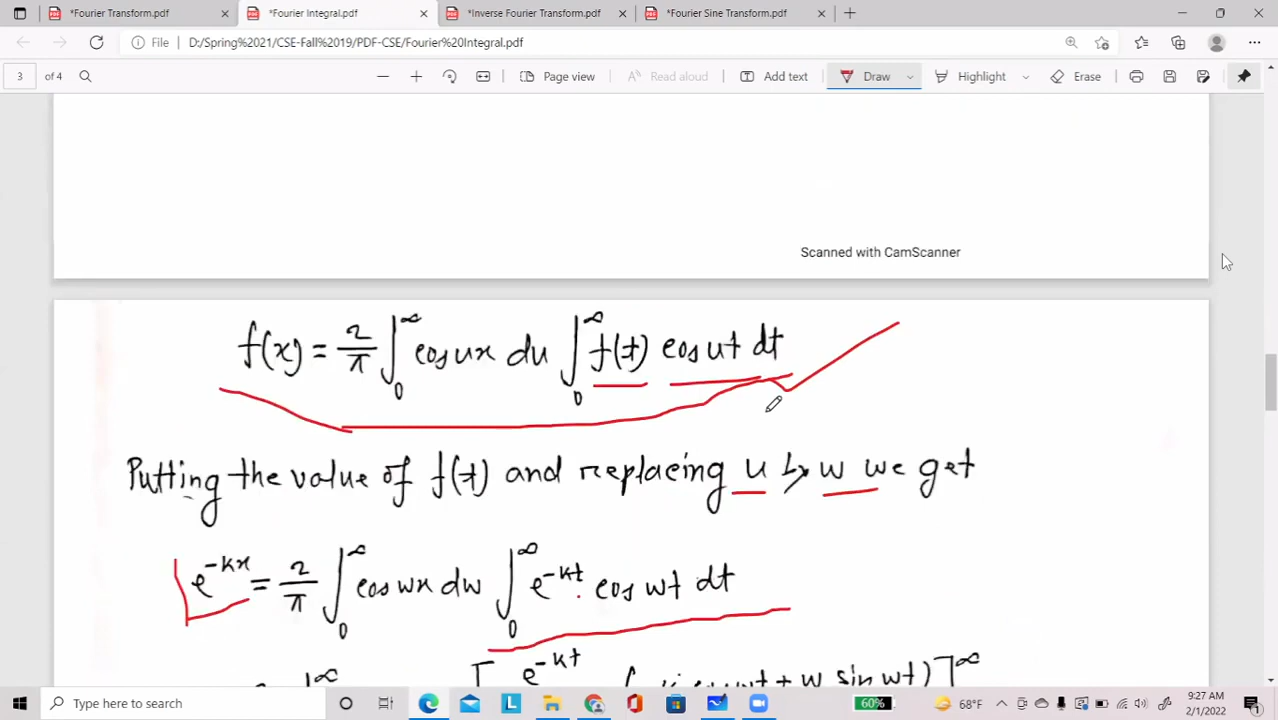 *Fourier Transform.pdf
*Fourier Integral.pdf
*Inverse Fourier Transform.pdf
*Fourier Sine Transform.pdf
File D:/Spring%2021/CSE-Fall%2019/PDF-CSE/Fourier%20Integral.pdf
3 of 4 Page view Read aloud Add text Draw Highlight Erase
Scanned with CamScanner
f(x) = 2/π ∫₀^∞ cos ux du ∫₀^∞ f(t) cos ut dt
Putting the value of f(t) and replacing u by w we get
e^{-kx} = 2/π ∫₀^∞ cos wx dw ∫₀^∞ e^{-kt} cos wt dt
∞ [ e^{-kt} w sin wt) ]^∞
Type here to search
60%
68°F
9:27 AM
2/1/2022
1